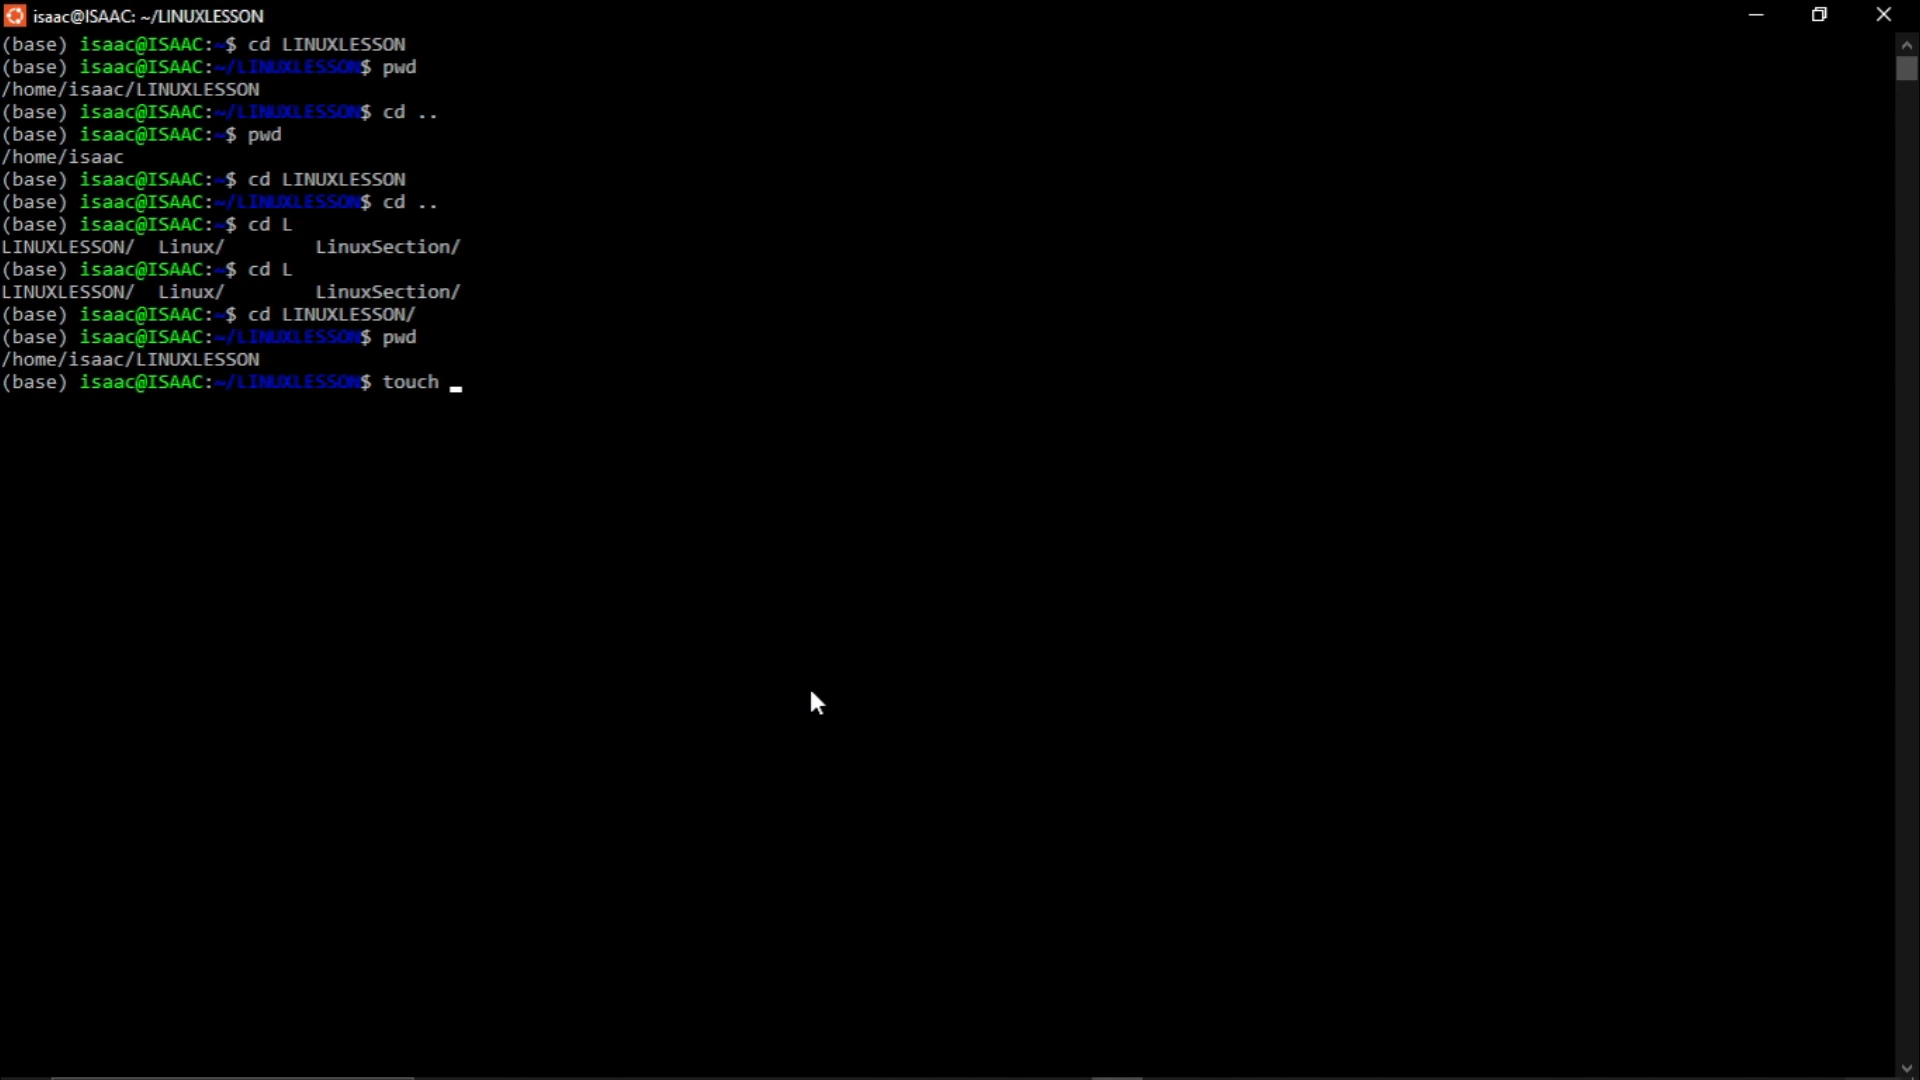 isaac@ISAAC: ~/LINUXLESSON
(base) isaac@ISAAC:~$ cd LINUXLESSON
(base) isaac@ISAAC:~/LINUXLESSON$ pwd
/home/isaac/LINUXLESSON
(base) isaac@ISAAC:~/LINUXLESSON$ cd ..
(base) isaac@ISAAC:~$ pwd
/home/isaac
(base) isaac@ISAAC:~$ cd LINUXLESSON
(base) isaac@ISAAC:~/LINUXLESSON$ cd ..
(base) isaac@ISAAC:~$ cd L
LINUXLESSON/  Linux/        LinuxSection/
(base) isaac@ISAAC:~$ cd L
LINUXLESSON/  Linux/        LinuxSection/
(base) isaac@ISAAC:~$ cd LINUXLESSON/
(base) isaac@ISAAC:~/LINUXLESSON$ pwd
/home/isaac/LINUXLESSON
(base) isaac@ISAAC:~/LINUXLESSON$ touch